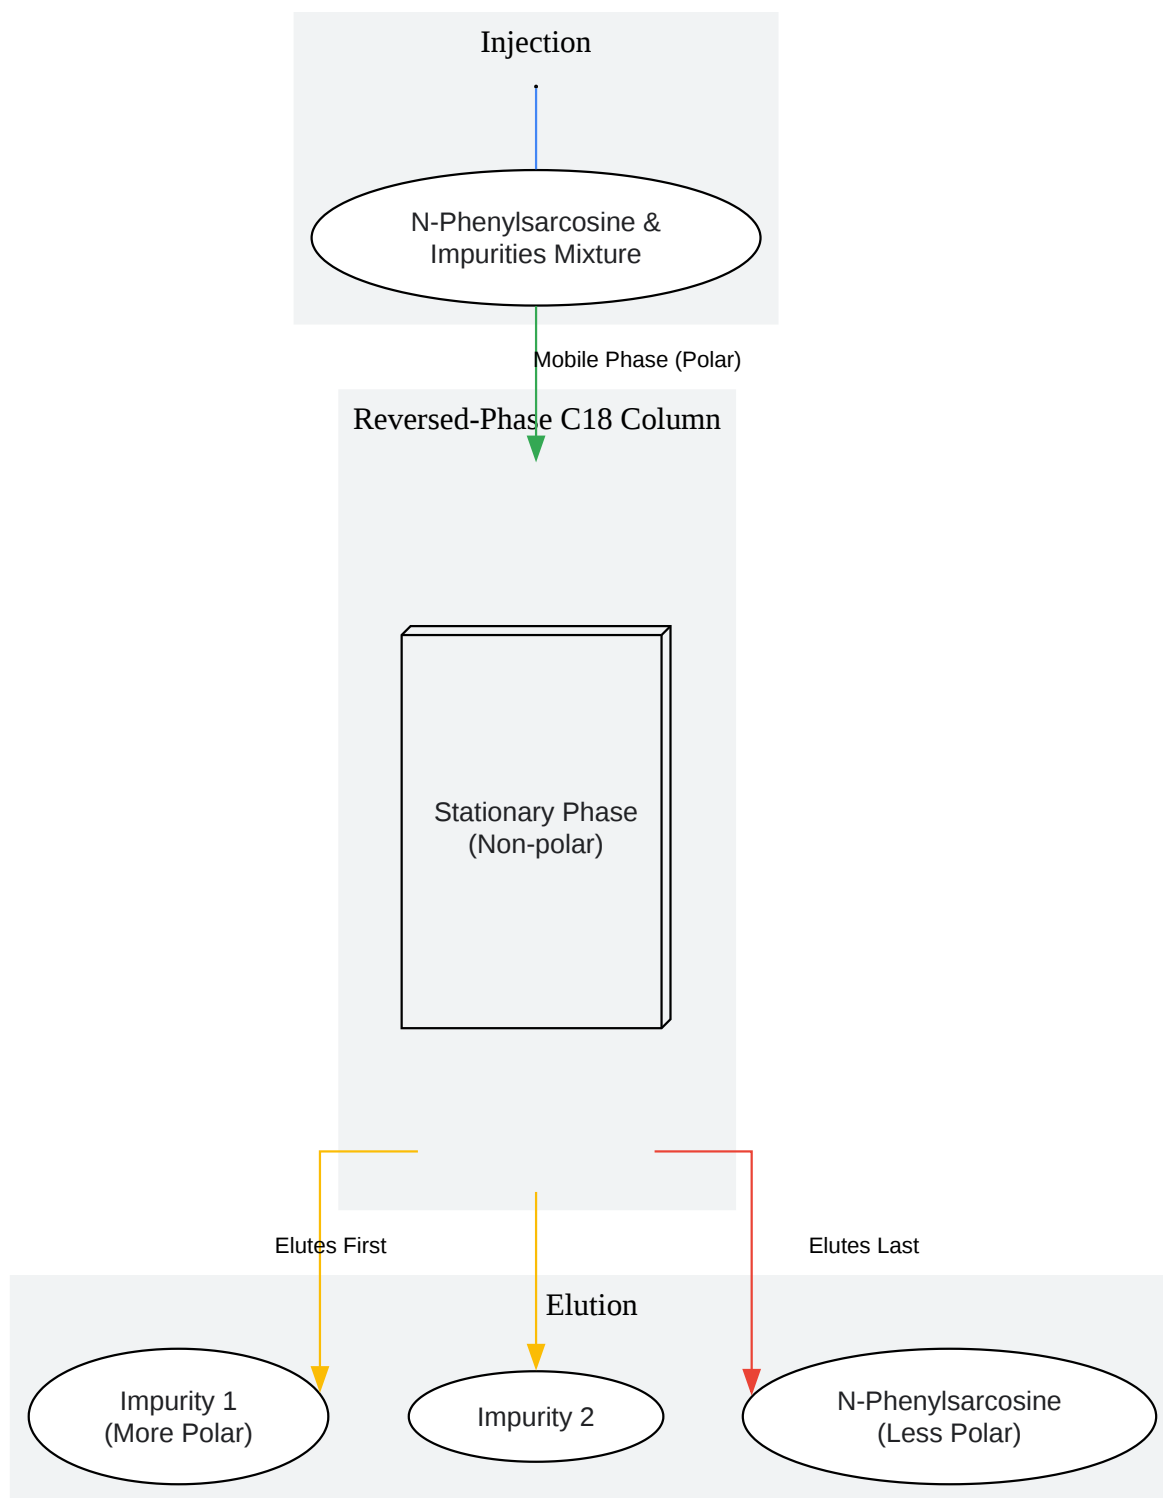 Injection
N-Phenylsarcosine &
Impurities Mixture
Mobile Phase (Polar)
Reversed-Phase C18 Column
Stationary Phase
(Non-polar)
Elutes First
Elutes Last
Elution
Impurity 1
(More Polar)
Impurity 2
N-Phenylsarcosine
(Less Polar)